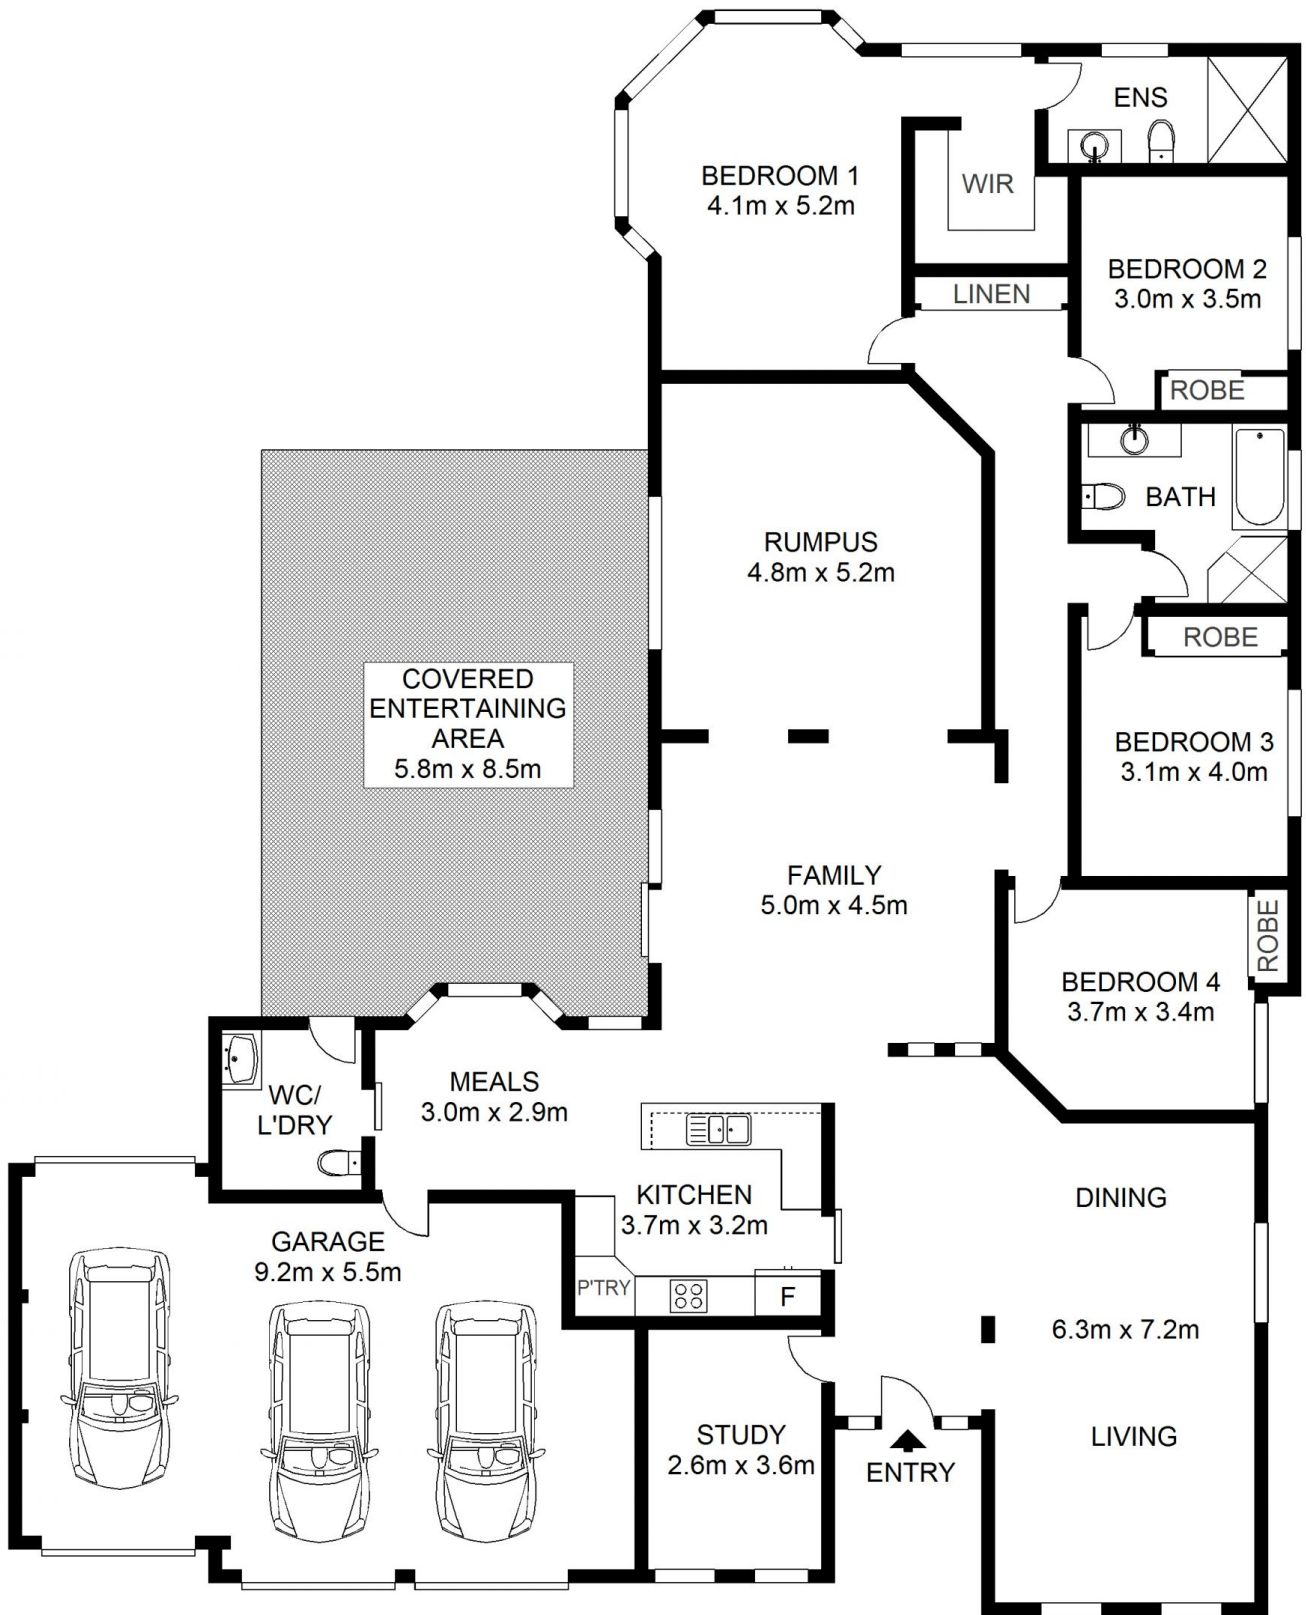 ENS
BEDROOM 1
4.1m x 5.2m
WIR
BEDROOM 2
3.0m x 3.5m
LINEN
ROBE
BATH
RUMPUS
4.8m x 5.2m
ROBE
COVERED
ENTERTAINING
AREA
5.8m x 8.5m
BEDROOM 3
3.1m x 4.0m
FAMILY
5.0m x 4.5m
ROBE
BEDROOM 4
3.7m x 3.4m
MEALS
3.0m x 2.9m
WC/
L'DRY
KITCHEN
3.7m x 3.2m
DINING
GARAGE
9.2m x 5.5m
P'TRY
F
6.3m x 7.2m
STUDY
2.6m x 3.6m
LIVING
ENTRY